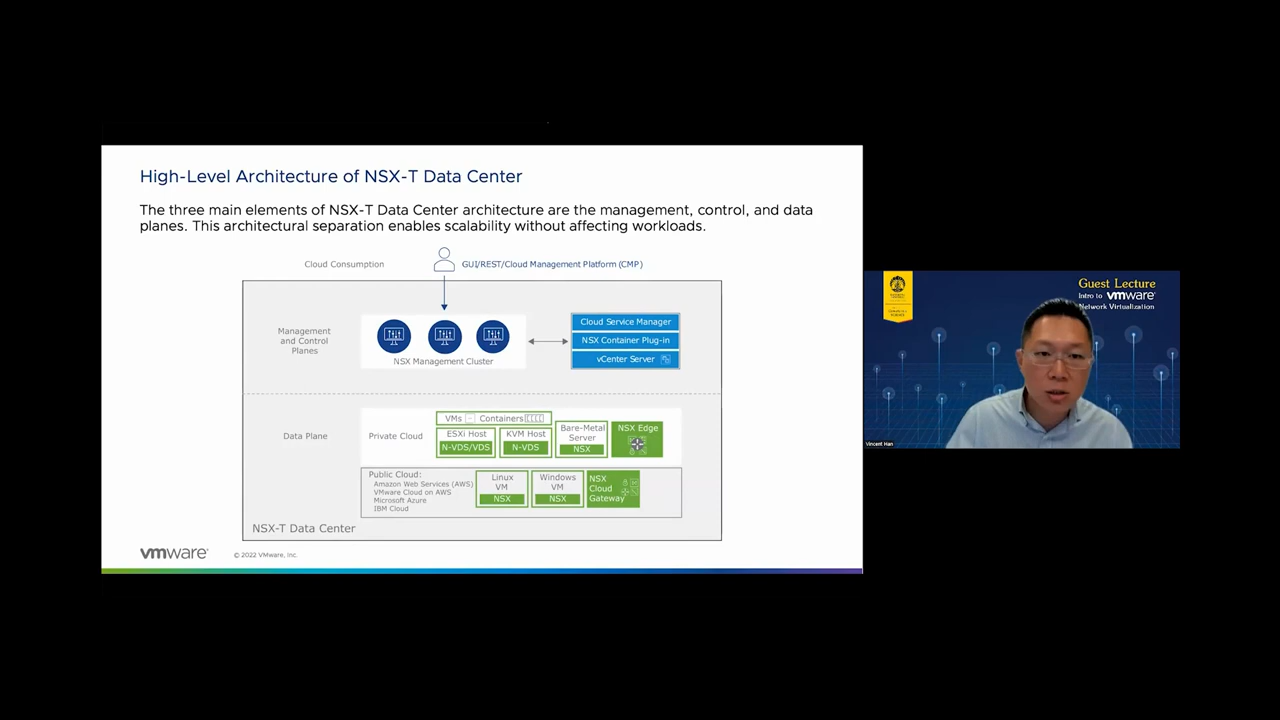 High-Level Architecture of NSX-T Data Center
The three main elements of NSX-T Data Center architecture are the management, control, and data
planes. This architectural separation enables scalability without affecting workloads.
Cloud Consumption
GUI/REST/Cloud Management Platform (CMP)
Management
and Control
Planes
NSX Management Cluster
Cloud Service Manager
NSX Container Plug-in
vCenter Server
Data Plane
Private Cloud
VMs
Containers
ESXi Host
N-VDS/VDS
KVM Host
N-VDS
Bare-Metal
Server
NSX
NSX Edge
Public Cloud:
Amazon Web Services (AWS)
VMware Cloud on AWS
Microsoft Azure
IBM Cloud
Linux
VM
NSX
Windows
VM
NSX
NSX
Cloud
Gateway
NSX-T Data Center
vmware
© 2022 VMware, Inc.
Guest Lecture
Intro to vmware
Network Virtualization
Vincent Han